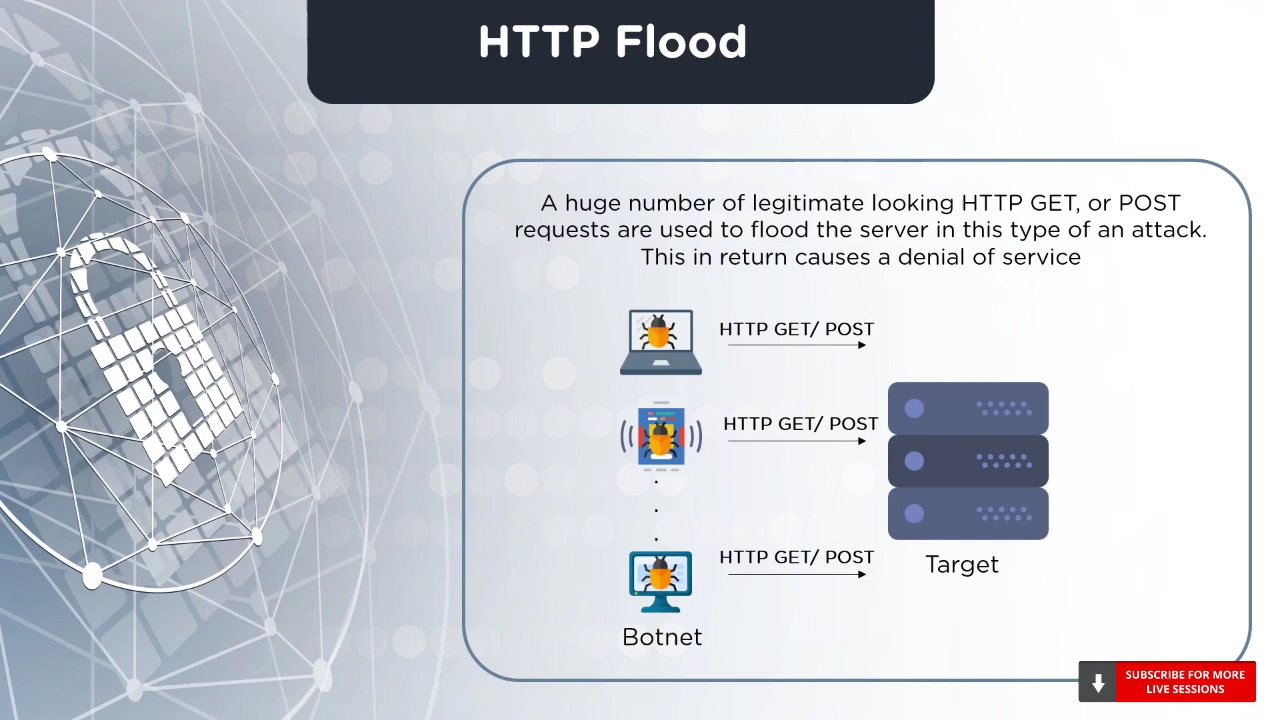 HTTP Flood
A huge number of legitimate looking HTTP GET, or POST
requests are used to flood the server in this type of an attack.
This in return causes a denial of service
HTTP GET/ POST
HTTP GET/ POST
HTTP GET/ POST
Target
Botnet
SUBSCRIBE FOR MORE
LIVE SESSIONS